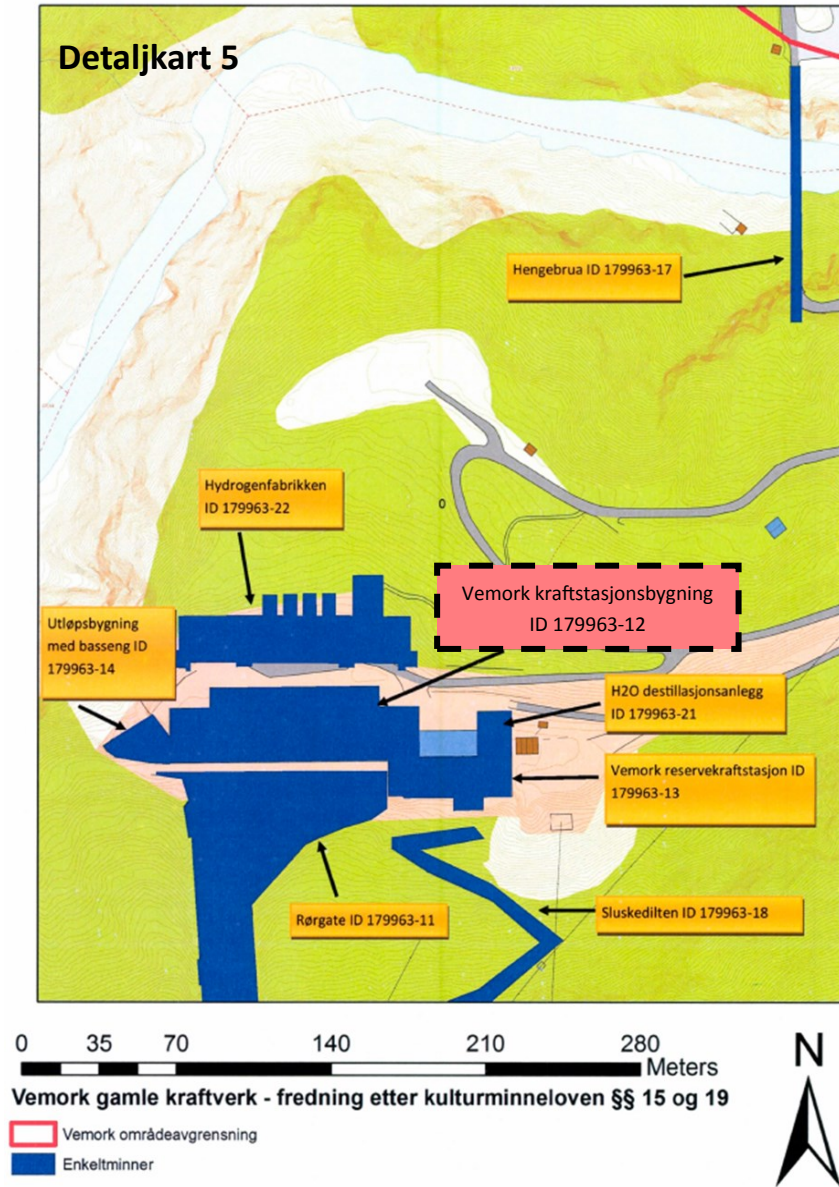 Detaljkart 5
Hengebrua ID 179963-17
Hydrogenfabrikken
ID 179963-22
0
Vemork kraftstasjonsbygning
ID 179963-12
Utløpsbygning
med basseng ID
179963-14
H2O destillasjonsanlegg
ID 179963-21
Vemork reservekraftstasjon ID
179963-13
Rørgate ID 179963-11
Sluskedilten ID 179963-18
0 35 70 140 210 280
Meters
N
Vemork gamle kraftverk - fredning etter kulturminneloven §§ 15 og 19
Vemork områdeavgrensning
Enkeltminner